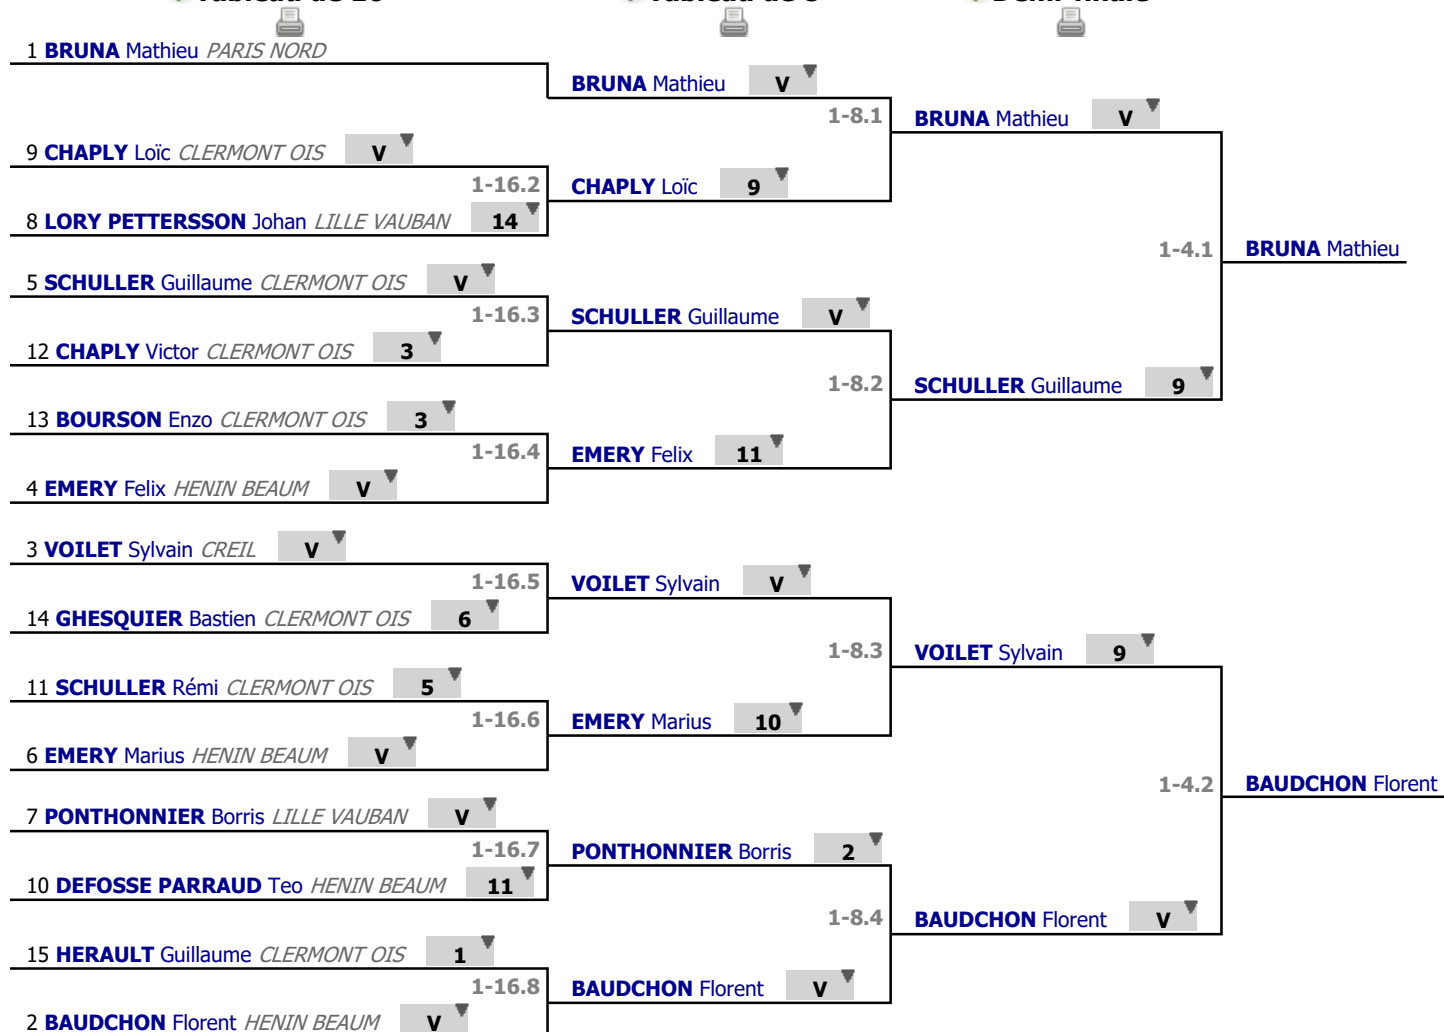 Tableau de 16 Tableau de 8 Demi-finale
1 BRUNA Mathieu PARIS NORD
BRUNA Mathieu V
1-8.1 BRUNA Mathieu V
9 CHAPLY Loïc CLERMONT OIS V
1-16.2 CHAPLY Loïc 9
8 LORY PETTERSSON Johan LILLE VAUBAN 14
1-4.1 BRUNA Mathieu
5 SCHULLER Guillaume CLERMONT OIS V
1-16.3 SCHULLER Guillaume V
12 CHAPLY Victor CLERMONT OIS 3
1-8.2 SCHULLER Guillaume 9
13 BOURSON Enzo CLERMONT OIS 3
1-16.4 EMERY Felix 11
4 EMERY Felix HENIN BEAUM V
3 VOILET Sylvain CREIL V
1-16.5 VOILET Sylvain V
14 GHESQUIER Bastien CLERMONT OIS 6
1-8.3 VOILET Sylvain 9
11 SCHULLER Rémi CLERMONT OIS 5
1-16.6 EMERY Marius 10
6 EMERY Marius HENIN BEAUM V
1-4.2 BAUDCHON Florent
7 PONTHONNIER Borris LILLE VAUBAN V
1-16.7 PONTHONNIER Borris 2
10 DEFOSSE PARRAUD Teo HENIN BEAUM 11
1-8.4 BAUDCHON Florent V
15 HERAULT Guillaume CLERMONT OIS 1
1-16.8 BAUDCHON Florent V
2 BAUDCHON Florent HENIN BEAUM V